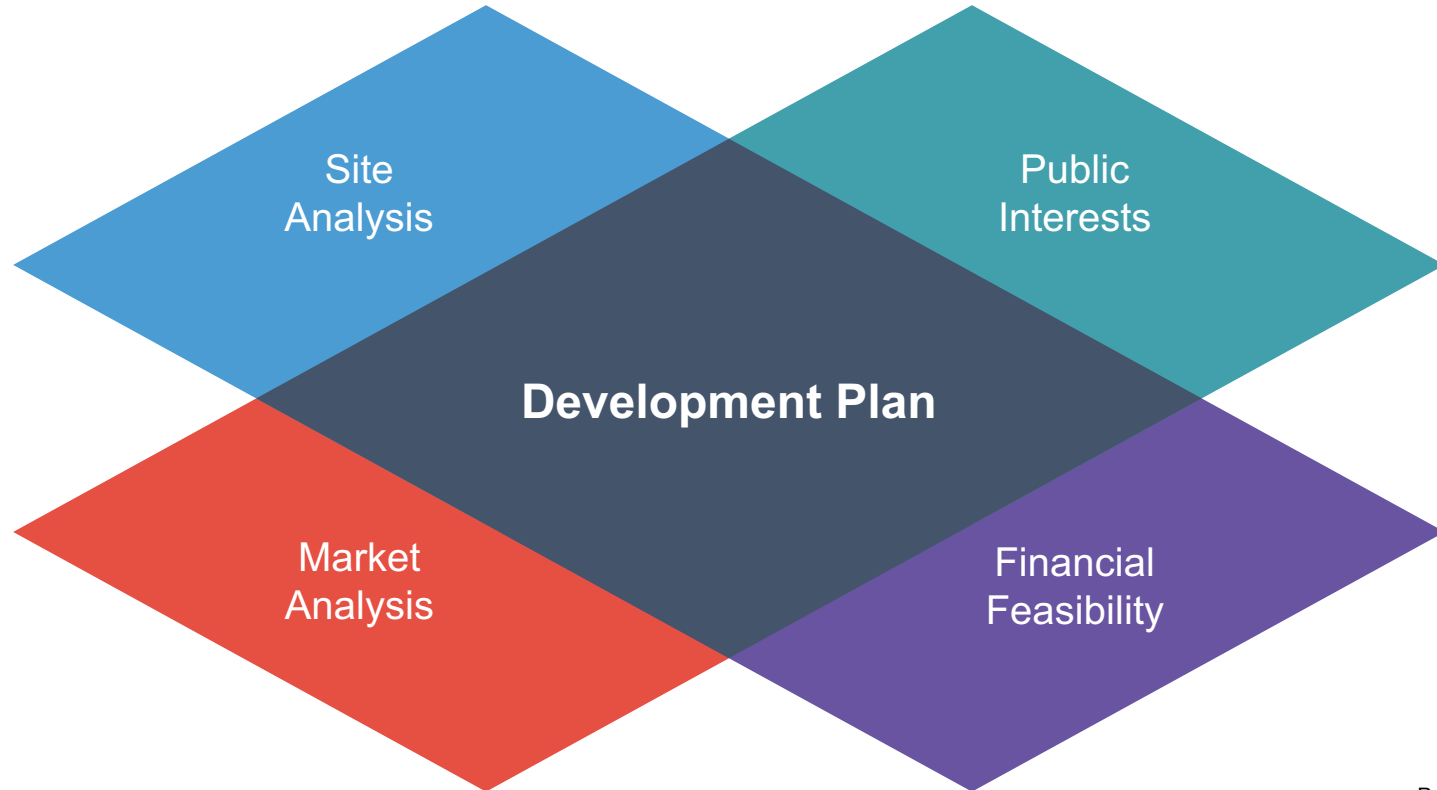 Site
Analysis
Public
Interests
Development Plan
Market
Analysis
Financial
Feasibility